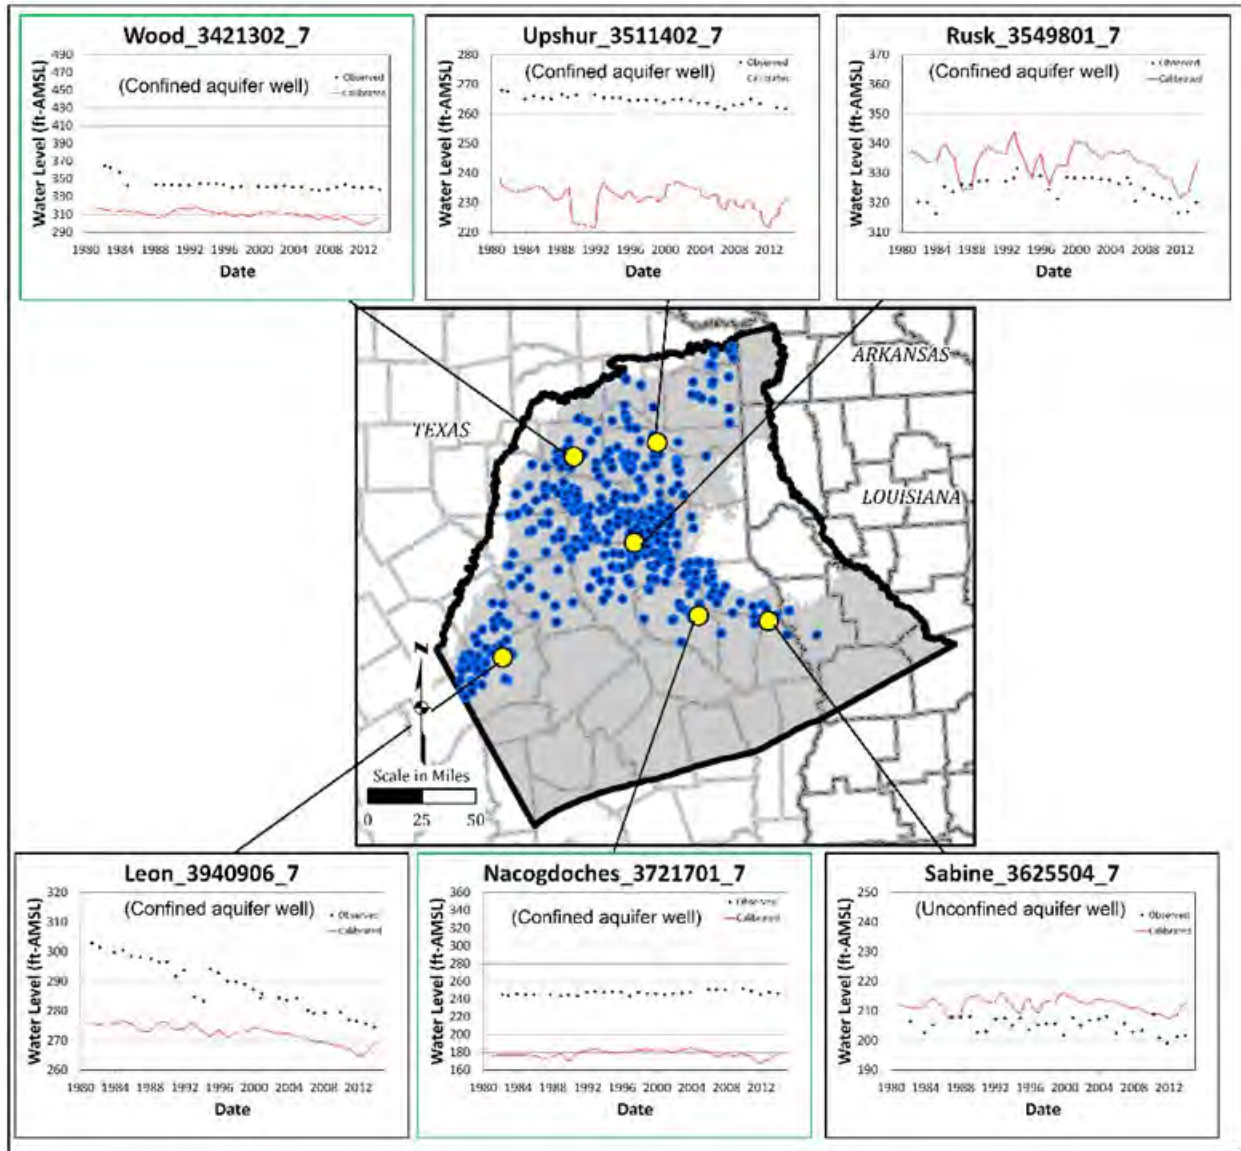 Wood_3421302_7
490
470
450
430
410
390
370
350
330
310
290
(Confined aquifer well)
Observed
Calibrated
Water Level (ft-AMSL)
1980 1984 1988 1992 1996 2000 2004 2008 2012
Date
Upshur_3511402_7
280
270
260
250
240
230
220
(Confined aquifer well)
Observed
Water Level (ft-AMSL)
1980 1984 1988 1992 1996 2000 2004 2008 2012
Date
Rusk_3549801_7
370
360
350
340
330
320
310
(Confined aquifer well)
Observed
Calibrated
Water Level (ft-AMSL)
1980 1984 1988 1992 1996 2000 2004 2008 2012
Date
ARKANSAS
TEXAS
LOUISIANA
N
Scale in Miles
0 25 50
Leon_3940906_7
320
310
300
290
280
270
260
(Confined aquifer well)
Observed
Calibrated
Water Level (ft-AMSL)
1980 1984 1988 1992 1996 2000 2004 2008 2012
Date
Nacogdoches_3721701_7
360
340
320
300
280
260
240
220
200
180
160
(Confined aquifer well)
Observed
Calibrated
Water Level (ft-AMSL)
1980 1984 1988 1992 1996 2000 2004 2008 2012
Date
Sabine_3625504_7
250
240
230
220
210
200
190
(Unconfined aquifer well)
Observed
Calibrated
Water Level (ft-AMSL)
1980 1984 1988 1992 1996 2000 2004 2008 2012
Date